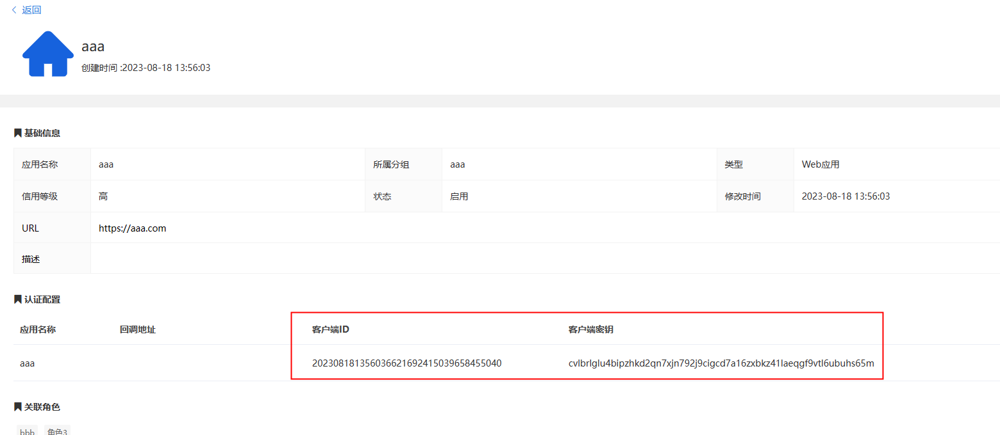 返回
aaa
创建时间 :2023-08-18 13:56:03
基础信息
应用名称 aaa 所属分组 aaa 类型 Web应用
信用等级 高 状态 启用 修改时间 2023-08-18 13:56:03
URL https://aaa.com
描述
认证配置
应用名称 回调地址 客户端ID 客户端密钥
aaa 202308181356036621692415039658455040 cvlbrlglu4bipzhkd2qn7xjn792j9cigcd7a16zxbkz41laeqgf9vtl6ubuhs65m
关联角色
bbb 角色3